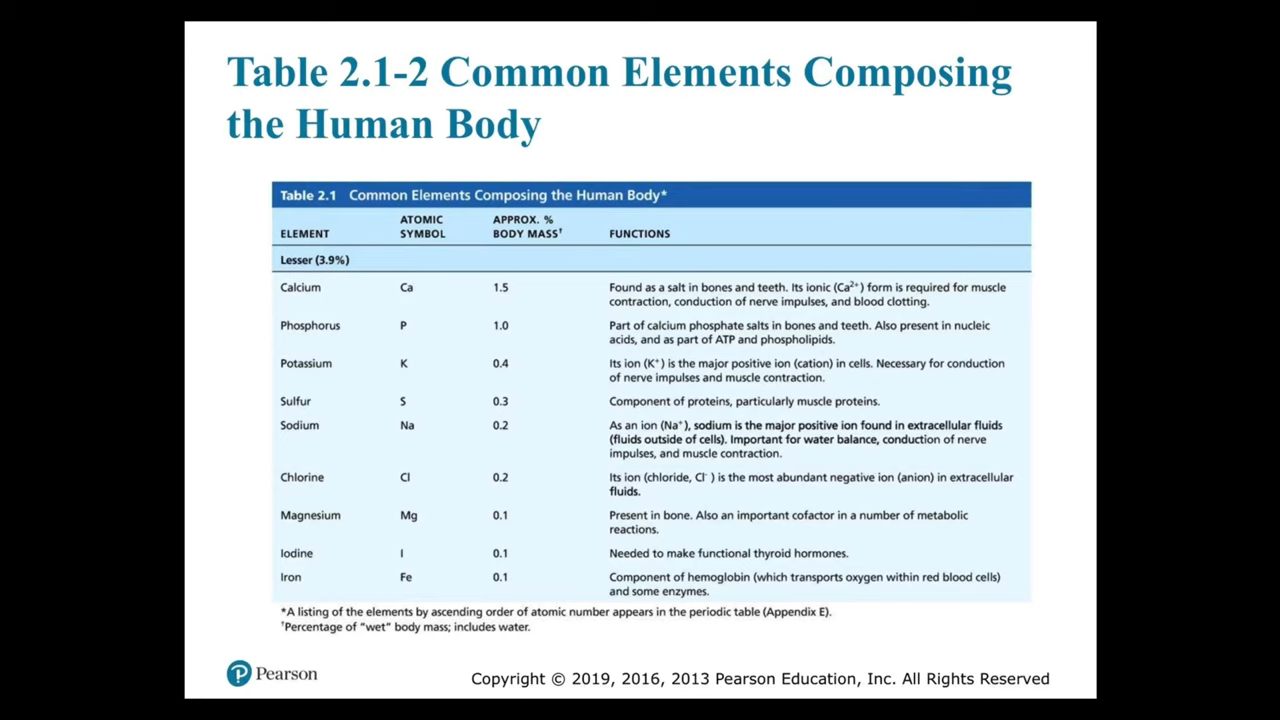 Table 2.1-2 Common Elements Composing
the Human Body
Table 2.1 Common Elements Composing the Human Body*
ELEMENT ATOMIC SYMBOL APPROX. % BODY MASS† FUNCTIONS
Lesser (3.9%)
Calcium Ca 1.5 Found as a salt in bones and teeth. Its ionic (Ca²⁺) form is required for muscle
contraction, conduction of nerve impulses, and blood clotting.
Phosphorus P 1.0 Part of calcium phosphate salts in bones and teeth. Also present in nucleic
acids, and as part of ATP and phospholipids.
Potassium K 0.4 Its ion (K⁺) is the major positive ion (cation) in cells. Necessary for conduction
of nerve impulses and muscle contraction.
Sulfur S 0.3 Component of proteins, particularly muscle proteins.
Sodium Na 0.2 As an ion (Na⁺), sodium is the major positive ion found in extracellular fluids
(fluids outside of cells). Important for water balance, conduction of nerve
impulses, and muscle contraction.
Chlorine Cl 0.2 Its ion (chloride, Cl⁻ ) is the most abundant negative ion (anion) in extracellular
fluids.
Magnesium Mg 0.1 Present in bone. Also an important cofactor in a number of metabolic
reactions.
Iodine I 0.1 Needed to make functional thyroid hormones.
Iron Fe 0.1 Component of hemoglobin (which transports oxygen within red blood cells)
and some enzymes.
*A listing of the elements by ascending order of atomic number appears in the periodic table (Appendix E).
†Percentage of "wet" body mass; includes water.
P Pearson
Copyright © 2019, 2016, 2013 Pearson Education, Inc. All Rights Reserved